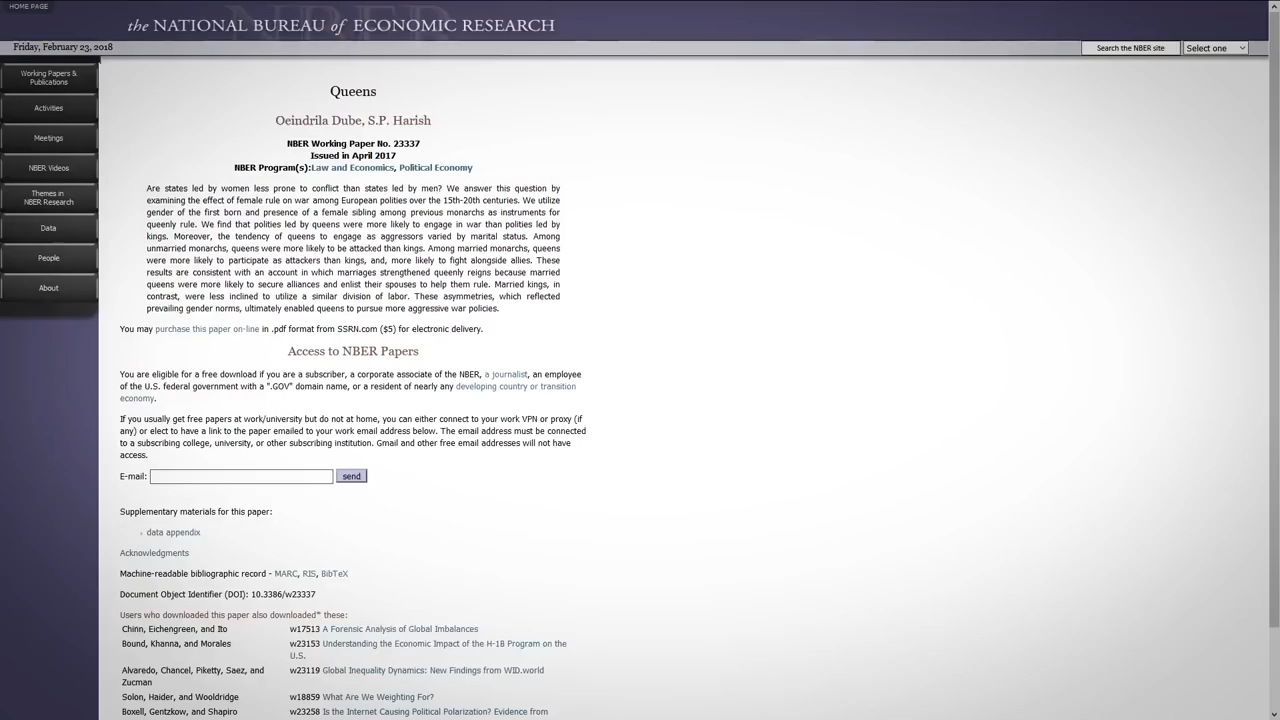 HOME PAGE
the NATIONAL BUREAU of ECONOMIC RESEARCH
Friday, February 23, 2018
Search the NBER site
Select one
Working Papers &
Publications
Activities
Meetings
NBER Videos
Themes in
NBER Research
Data
People
About
Queens
Oeindrila Dube, S.P. Harish
NBER Working Paper No. 23337
Issued in April 2017
NBER Program(s):Law and Economics, Political Economy
Are states led by women less prone to conflict than states led by men? We answer this question by
examining the effect of female rule on war among European polities over the 15th-20th centuries. We utilize
gender of the first born and presence of a female sibling among previous monarchs as instruments for
queenly rule. We find that polities led by queens were more likely to engage in war than polities led by
kings. Moreover, the tendency of queens to engage as aggressors varied by marital status. Among
unmarried monarchs, queens were more likely to be attacked than kings. Among married monarchs, queens
were more likely to participate as attackers than kings, and, more likely to fight alongside allies. These
results are consistent with an account in which marriages strengthened queenly reigns because married
queens were more likely to secure alliances and enlist their spouses to help them rule. Married kings, in
contrast, were less inclined to utilize a similar division of labor. These asymmetries, which reflected
prevailing gender norms, ultimately enabled queens to pursue more aggressive war policies.
You may purchase this paper on-line in .pdf format from SSRN.com ($5) for electronic delivery.
Access to NBER Papers
You are eligible for a free download if you are a subscriber, a corporate associate of the NBER, a journalist, an employee
of the U.S. federal government with a ".GOV" domain name, or a resident of nearly any developing country or transition
economy.
If you usually get free papers at work/university but do not at home, you can either connect to your work VPN or proxy (if
any) or elect to have a link to the paper emailed to your work email address below. The email address must be connected
to a subscribing college, university, or other subscribing institution. Gmail and other free email addresses will not have
access.
E-mail: send
Supplementary materials for this paper:
data appendix
Acknowledgments
Machine-readable bibliographic record - MARC, RIS, BibTeX
Document Object Identifier (DOI): 10.3386/w23337
Users who downloaded this paper also downloaded* these:
Chinn, Eichengreen, and Ito w17513 A Forensic Analysis of Global Imbalances
Bound, Khanna, and Morales w23153 Understanding the Economic Impact of the H-1B Program on the
U.S.
Alvaredo, Chancel, Piketty, Saez, and w23119 Global Inequality Dynamics: New Findings from WID.world
Zucman
Solon, Haider, and Wooldridge w18859 What Are We Weighting For?
Boxell, Gentzkow, and Shapiro w23258 Is the Internet Causing Political Polarization? Evidence from